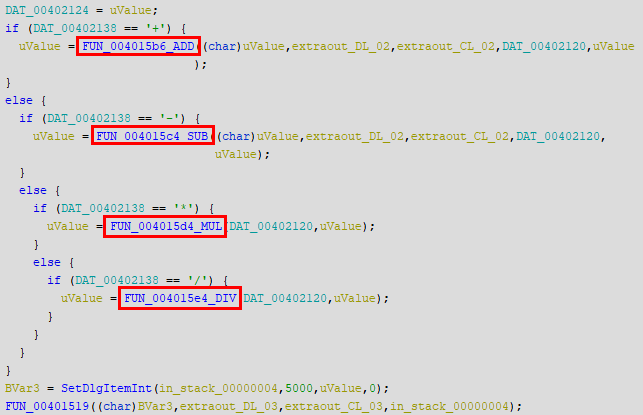 DAT_00402124 = uValue;
if (DAT_00402138 == '+') {
uValue = FUN_004015b6_ADD((char)uValue,extraout_DL_02,extraout_CL_02,DAT_00402120,uValue
);
}
else {
if (DAT_00402138 == '-') {
uValue = FUN_004015c4_SUB((char)uValue,extraout_DL_02,extraout_CL_02,DAT_00402120,
uValue);
}
else {
if (DAT_00402138 == '*') {
uValue = FUN_004015d4_MUL(DAT_00402120,uValue);
}
else {
if (DAT_00402138 == '/') {
uValue = FUN_004015e4_DIV(DAT_00402120,uValue);
}
}
}
}
BVar3 = SetDlgItemInt(in_stack_00000004,5000,uValue,0);
FUN_00401519((char)BVar3,extraout_DL_03,extraout_CL_03,in_stack_00000004);